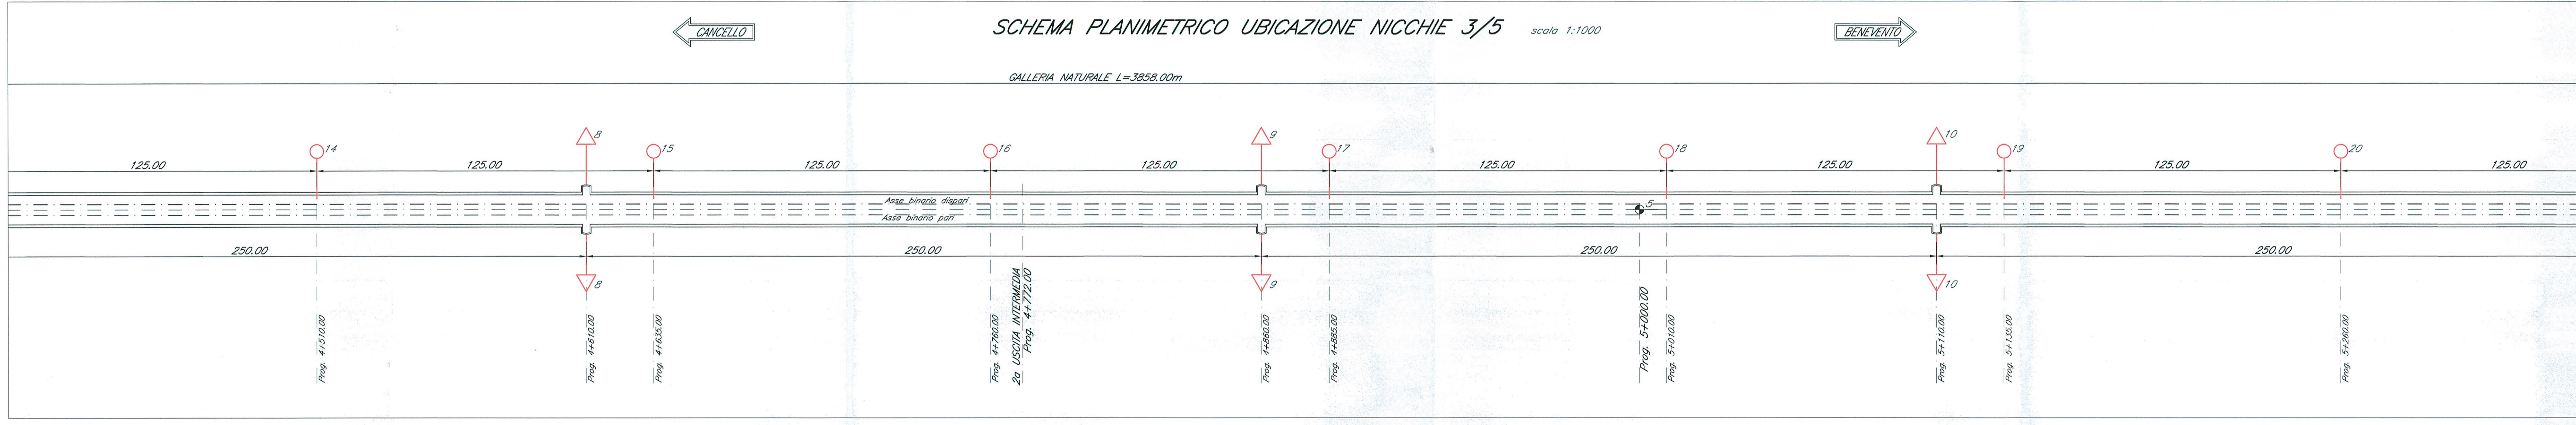 CANCELLO
SCHEMA PLANIMETRICO UBICAZIONE NICCHIE 3/5 scala 1:1000
BENEVENTO
GALLERIA NATURALE L=3858.00m
14
8
15
16
9
17
18
10
19
20
125.00
125.00
125.00
125.00
125.00
125.00
125.00
125.00
Asse binario dispari
Asse binario pari
5
250.00
250.00
250.00
250.00
8
9
10
Prog. 4+510.00
Prog. 4+610.00
Prog. 4+635.00
Prog. 4+760.00
2a USCITA INTERMEDIA
Prog. 4+772.00
Prog. 4+860.00
Prog. 4+885.00
Prog. 5+000.00
Prog. 5+010.00
Prog. 5+110.00
Prog. 5+135.00
Prog. 5+260.00